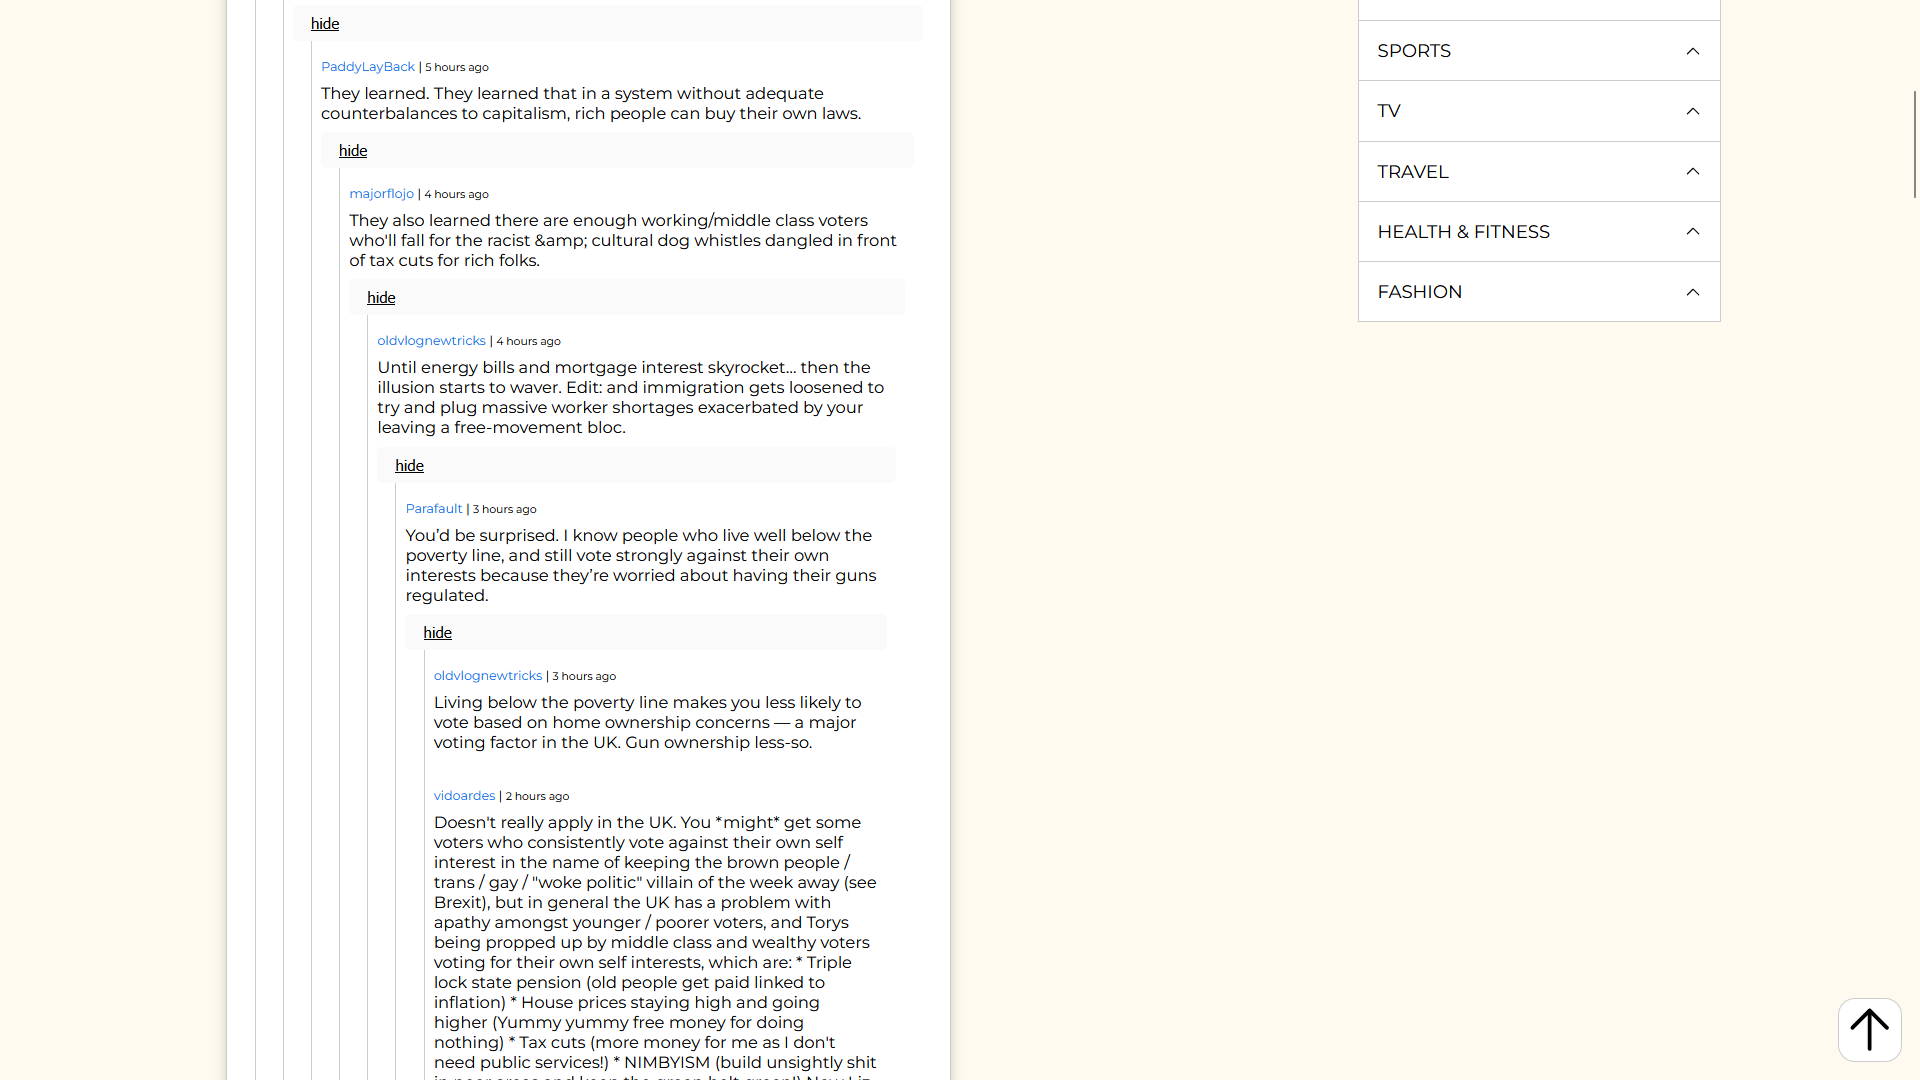 hide
PaddyLayBack | 5 hours ago
They learned. They learned that in a system without adequate
counterbalances to capitalism, rich people can buy their own laws.
hide
majorflojo | 4 hours ago
They also learned there are enough working/middle class voters
who'll fall for the racist &amp; cultural dog whistles dangled in front
of tax cuts for rich folks.
hide
oldvlognewtricks | 4 hours ago
Until energy bills and mortgage interest skyrocket… then the
illusion starts to waver. Edit: and immigration gets loosened to
try and plug massive worker shortages exacerbated by your
leaving a free-movement bloc.
hide
Parafault | 3 hours ago
You’d be surprised. I know people who live well below the
poverty line, and still vote strongly against their own
interests because they’re worried about having their guns
regulated.
hide
oldvlognewtricks | 3 hours ago
Living below the poverty line makes you less likely to
vote based on home ownership concerns — a major
voting factor in the UK. Gun ownership less-so.
vidoardes | 2 hours ago
Doesn't really apply in the UK. You *might* get some
voters who consistently vote against their own self
interest in the name of keeping the brown people /
trans / gay / "woke politic" villain of the week away (see
Brexit), but in general the UK has a problem with
apathy amongst younger / poorer voters, and Torys
being propped up by middle class and wealthy voters
voting for their own self interests, which are: * Triple
lock state pension (old people get paid linked to
inflation) * House prices staying high and going
higher (Yummy yummy free money for doing
nothing) * Tax cuts (more money for me as I don't
need public services!) * NIMBYISM (build unsightly shit
in poor areas and keep the green belt green!) Now Liz
SPORTS
TV
TRAVEL
HEALTH & FITNESS
FASHION